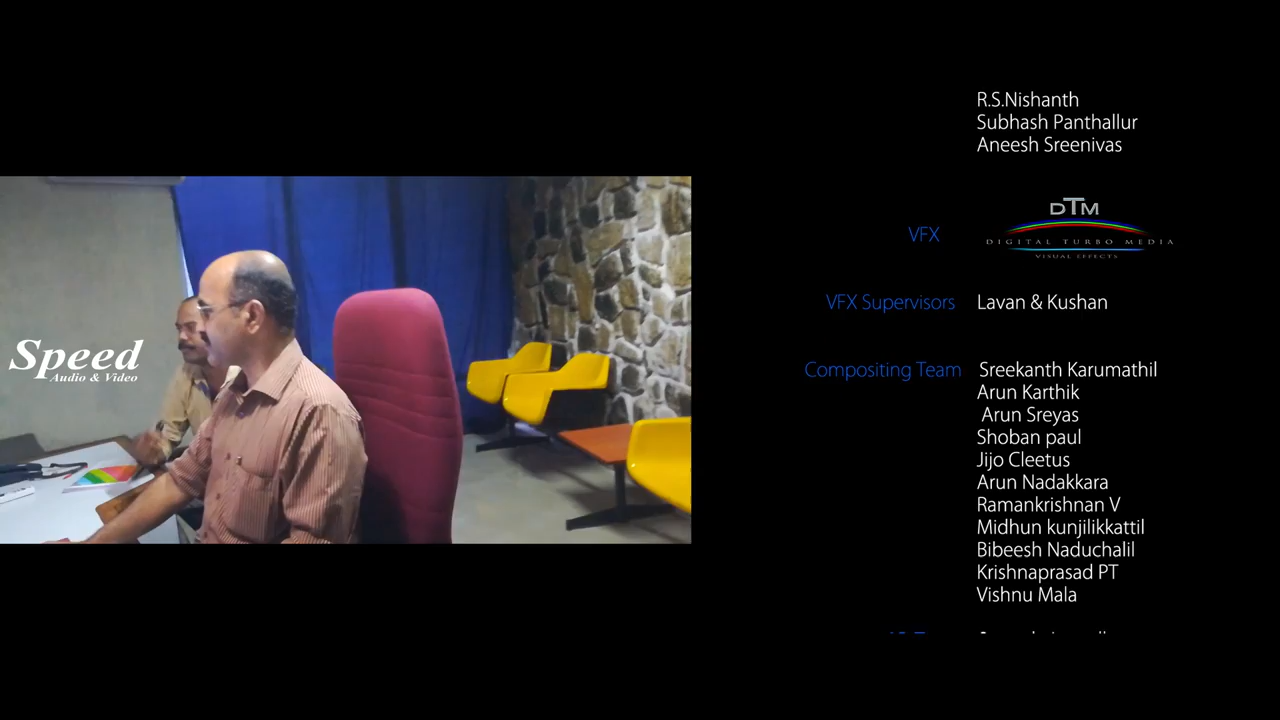 Speed
Audio & Video
R.S.Nishanth
Subhash Panthallur
Aneesh Sreenivas
VFX
DTM
DIGITAL TURBO MEDIA
VISUAL EFFECTS
VFX Supervisors Lavan & Kushan
Compositing Team Sreekanth Karumathil
Arun Karthik
Arun Sreyas
Shoban paul
Jijo Cleetus
Arun Nadakkara
Ramankrishnan V
Midhun kunjilikkattil
Bibeesh Naduchalil
Krishnaprasad PT
Vishnu Mala